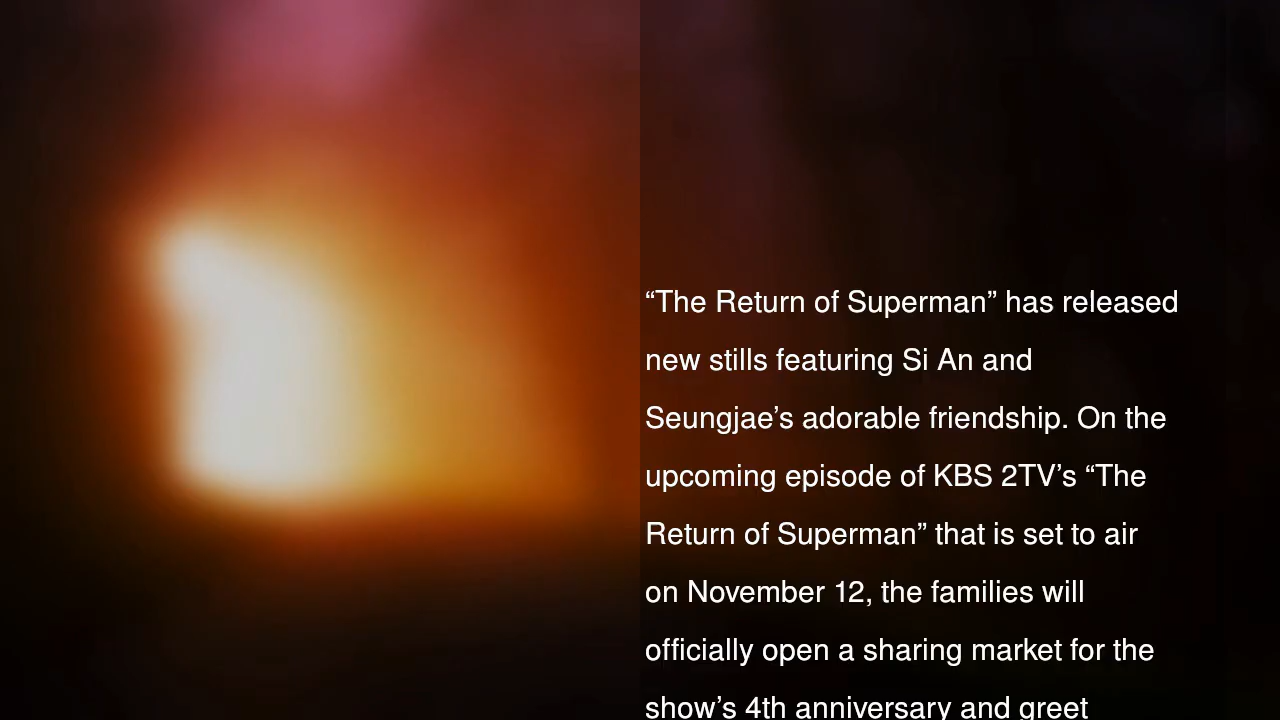 “The Return of Superman” has released
new stills featuring Si An and
Seungjae’s adorable friendship. On the
upcoming episode of KBS 2TV’s “The
Return of Superman” that is set to air
on November 12, the families will
officially open a sharing market for the
show’s 4th anniversary and greet